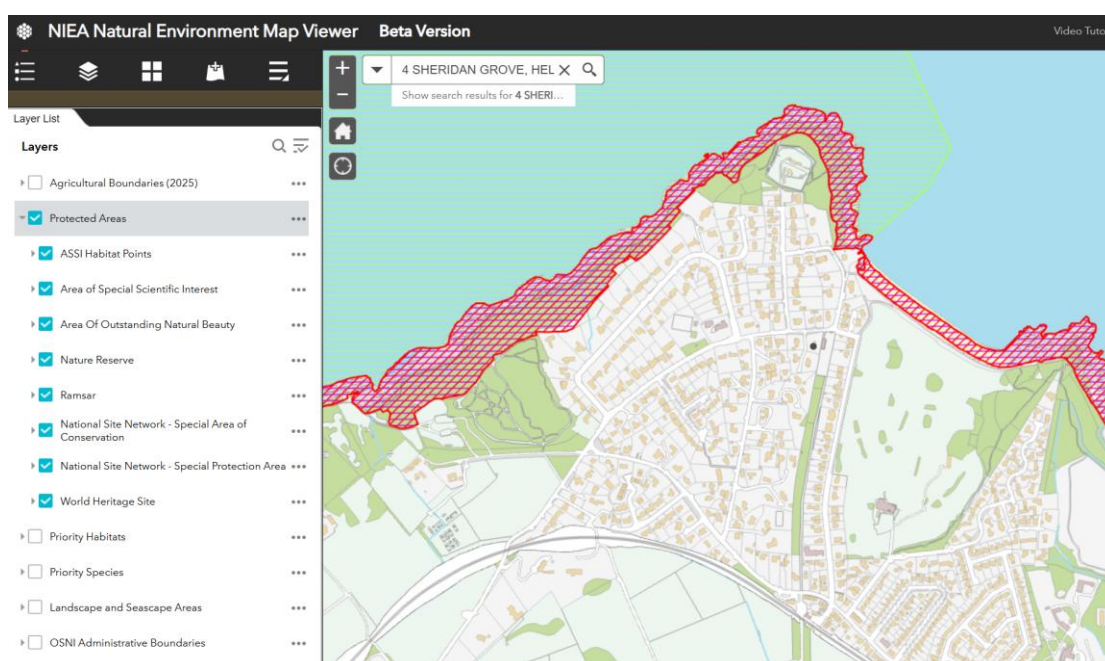 NIEA Natural Environment Map Viewer Beta Version
4 SHERIDAN GROVE, HEL
Show search results for 4 SHERI...
Layer List
Layers
Agricultural Boundaries (2025)
Protected Areas
ASSI Habitat Points
Area of Special Scientific Interest
Area Of Outstanding Natural Beauty
Nature Reserve
Ramsar
National Site Network - Special Area of
Conservation
National Site Network - Special Protection Area
World Heritage Site
Priority Habitats
Priority Species
Landscape and Seascape Areas
OSNI Administrative Boundaries
Video Tuto